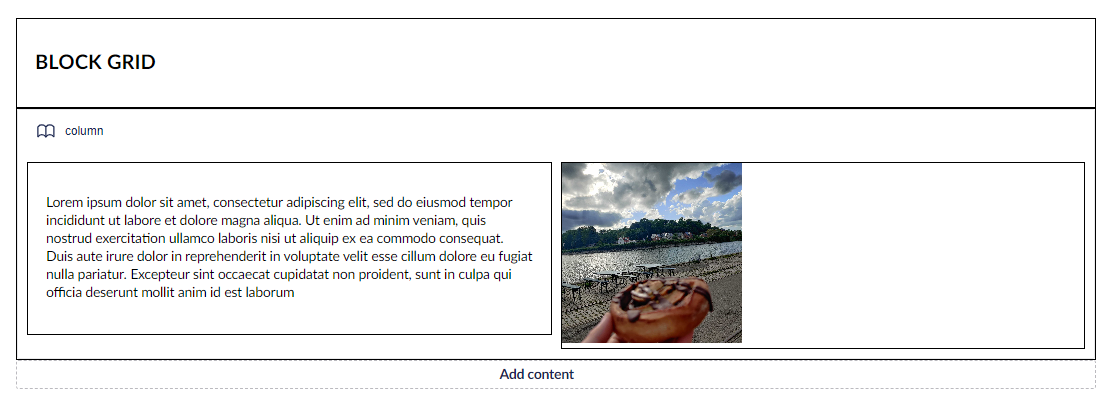 BLOCK GRID
column
Lorem ipsum dolor sit amet, consectetur adipiscing elit, sed do eiusmod tempor
incididunt ut labore et dolore magna aliqua. Ut enim ad minim veniam, quis
nostrud exercitation ullamco laboris nisi ut aliquip ex ea commodo consequat.
Duis aute irure dolor in reprehenderit in voluptate velit esse cillum dolore eu fugiat
nulla pariatur. Excepteur sint occaecat cupidatat non proident, sunt in culpa qui
officia deserunt mollit anim id est laborum
Add content